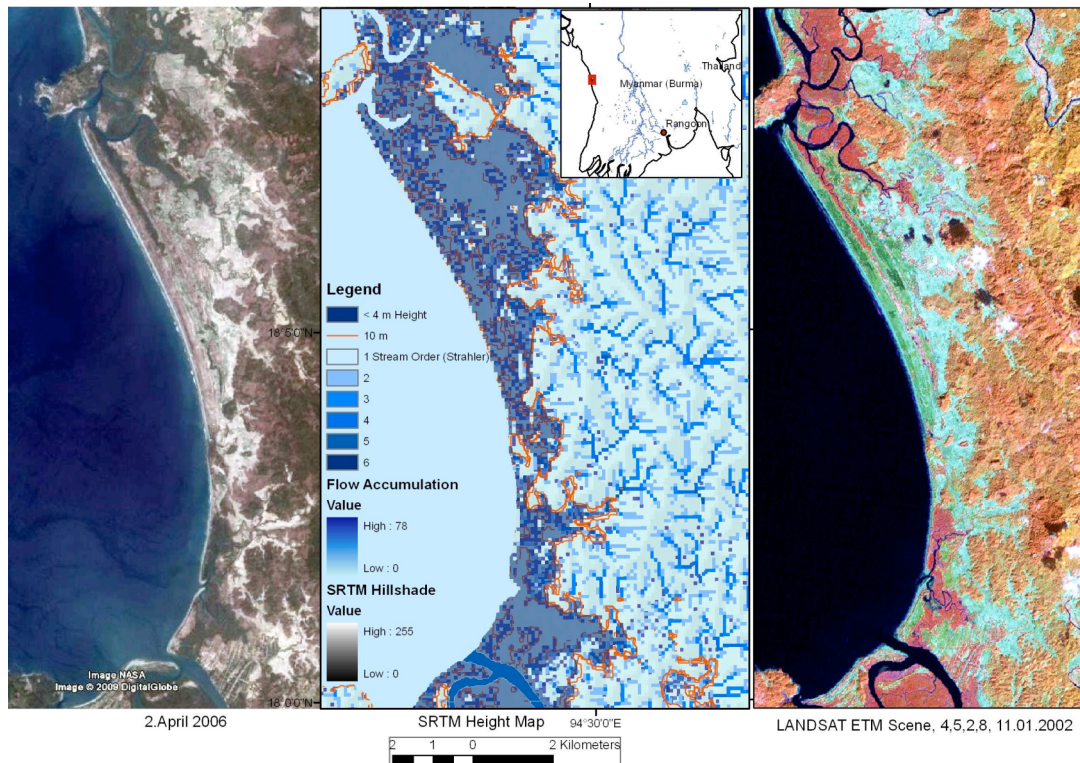 Thailand
Myanmar (Burma)
Rangoon
Legend
< 4 m Height
10 m
1 Stream Order (Strahler)
2
3
4
5
6
Flow Accumulation
Value
High : 78
Low : 0
SRTM Hillshade
Value
High : 255
Low : 0
18°5'0"N
18°0'0"N
Image NASA
Image © 2009 DigitalGlobe
2.April 2006
SRTM Height Map
94°30'0"E
LANDSAT ETM Scene, 4,5,2,8, 11.01.2002
2 1 0 2 Kilometers